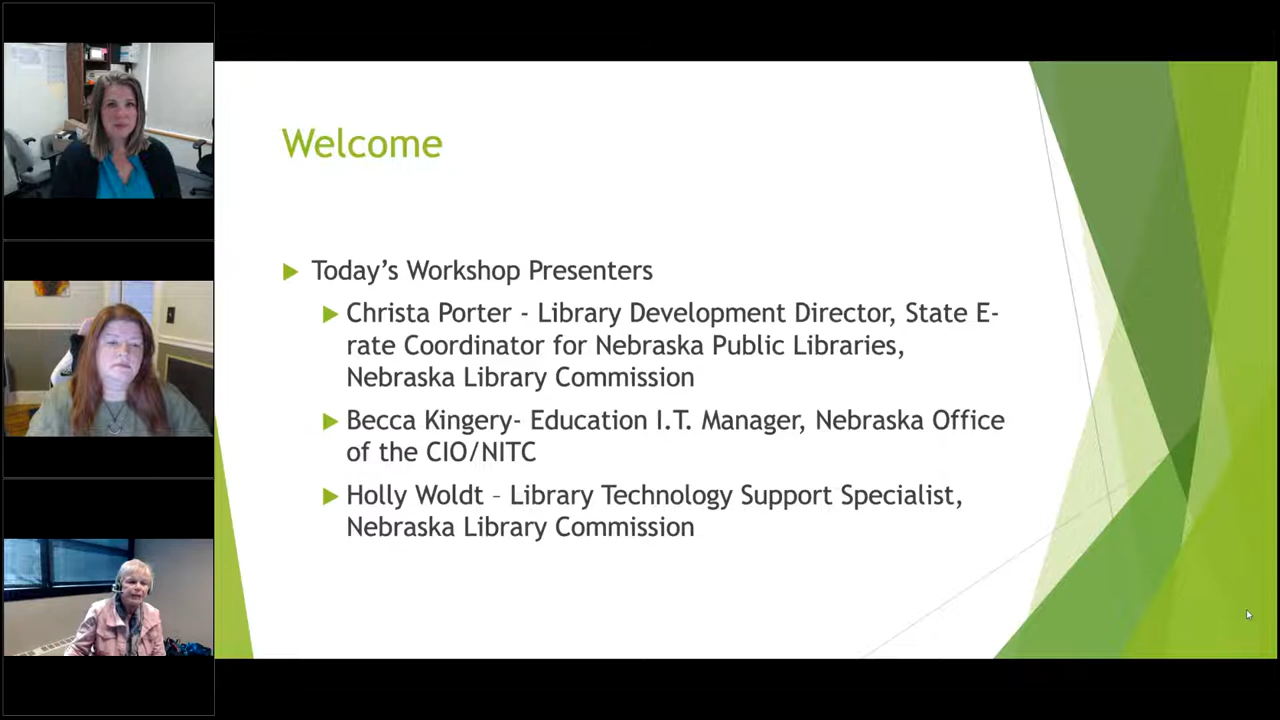 Welcome
Today's Workshop Presenters
Christa Porter - Library Development Director, State E-
rate Coordinator for Nebraska Public Libraries,
Nebraska Library Commission
Becca Kingery- Education I.T. Manager, Nebraska Office
of the CIO/NITC
Holly Woldt – Library Technology Support Specialist,
Nebraska Library Commission